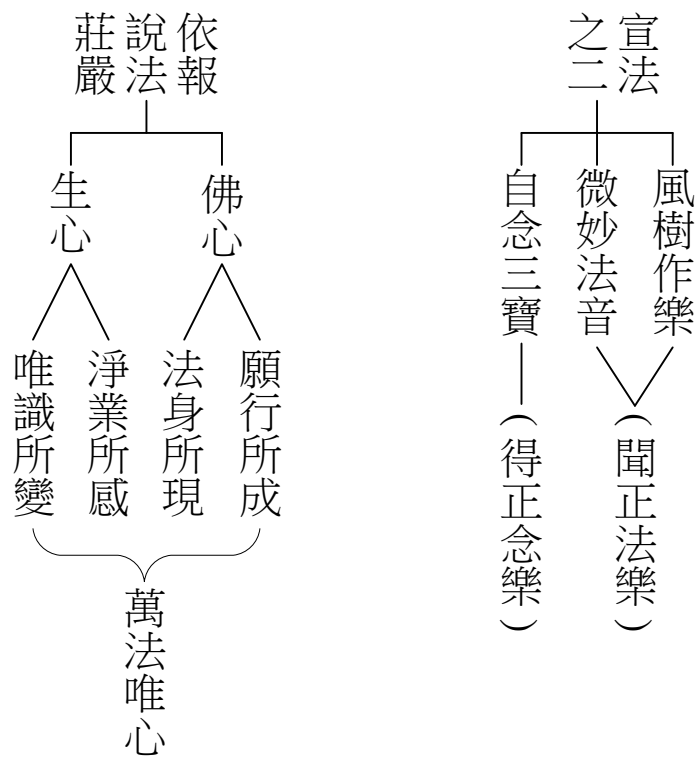 宣法
之二
風樹作樂
微妙法音
自念三寶
（聞正法樂）
（得正念樂）
依報
說法
莊嚴
佛心
生心
願行所成
法身所現
淨業所感
唯識所變
萬法唯心